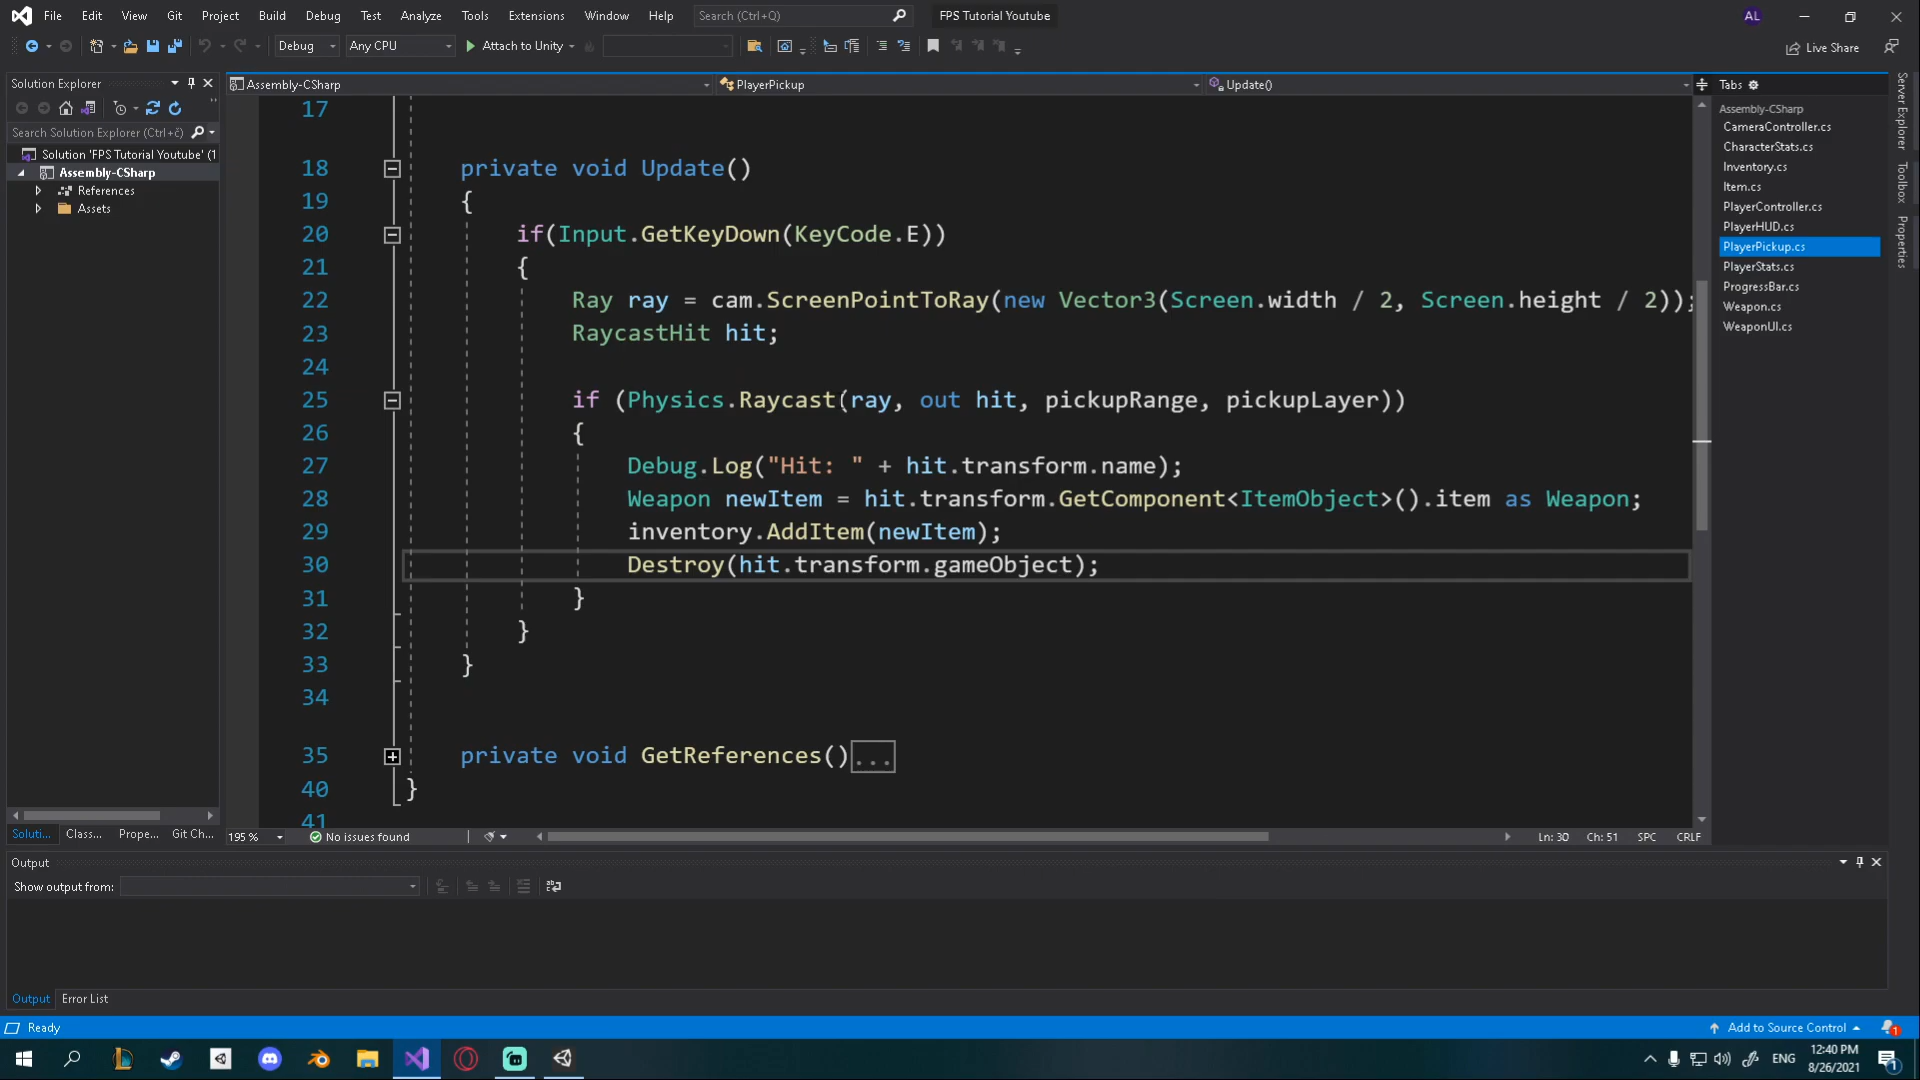 File Edit View Git Project Build Debug Test Analyze Tools Extensions Window Help Search (Ctrl+Q) FPS Tutorial Youtube AL
Debug Any CPU Attach to Unity Live Share
Solution Explorer
Search Solution Explorer (Ctrl+č)
Solution 'FPS Tutorial Youtube' (1
Assembly-CSharp
References
Assets
Soluti... Class... Prope... Git Ch...
Assembly-CSharp PlayerPickup Update()
17
18 private void Update()
19 {
20 if(Input.GetKeyDown(KeyCode.E))
21 {
22 Ray ray = cam.ScreenPointToRay(new Vector3(Screen.width / 2, Screen.height / 2));
23 RaycastHit hit;
24
25 if (Physics.Raycast(ray, out hit, pickupRange, pickupLayer))
26 {
27 Debug.Log("Hit: " + hit.transform.name);
28 Weapon newItem = hit.transform.GetComponent<ItemObject>().item as Weapon;
29 inventory.AddItem(newItem);
30 Destroy(hit.transform.gameObject);
31 }
32 }
33 }
34
35 private void GetReferences()...
40 }
41
195 % No issues found Ln: 30 Ch: 51 SPC CRLF
Tabs
Assembly-CSharp
CameraController.cs
CharacterStats.cs
Inventory.cs
Item.cs
PlayerController.cs
PlayerHUD.cs
PlayerPickup.cs
PlayerStats.cs
ProgressBar.cs
Weapon.cs
WeaponUI.cs
Server Explorer
Toolbox
Properties
Output
Show output from:
Output Error List
Ready Add to Source Control 1
ENG 12:40 PM
8/26/2021 1